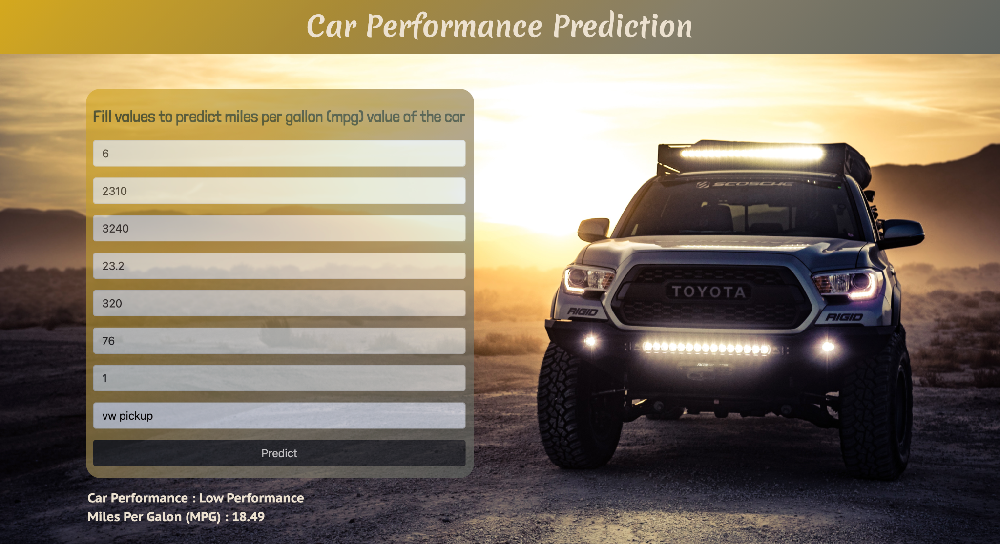 Car Performance Prediction
Fill values to predict miles per gallon (mpg) value of the car
6
2310
3240
23.2
320
76
1
vw pickup
Predict
Car Performance : Low Performance
Miles Per Galon (MPG) : 18.49
SCOSCHE
TOYOTA
RIGID
RIGID